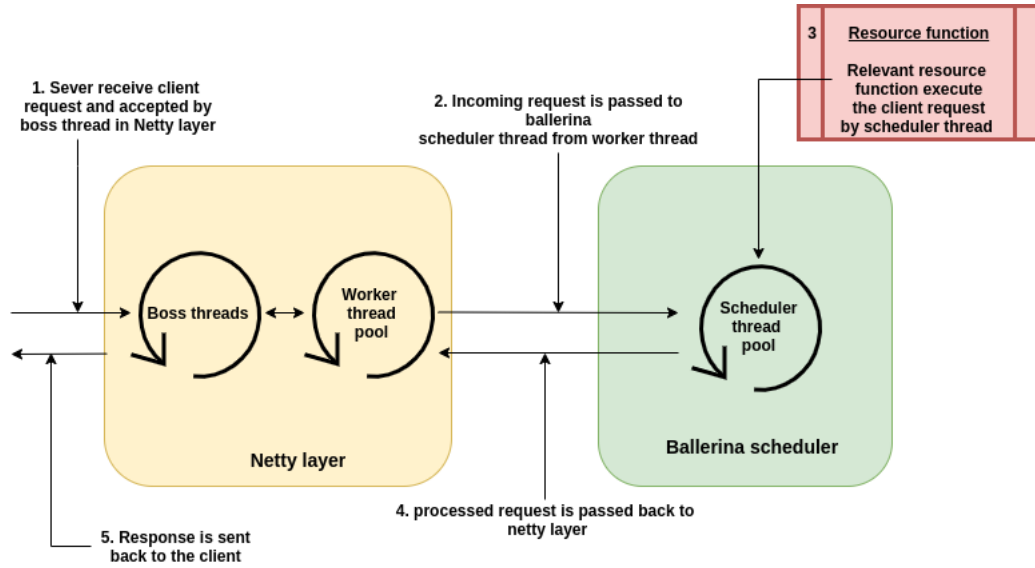 1. Sever receive client
request and accepted by
boss thread in Netty layer
2. Incoming request is passed to
ballerina
scheduler thread from worker thread
3
Resource function
Relevant resource
function execute
the client request
by scheduler thread
Boss threads
Worker
thread
pool
Scheduler
thread
pool
Netty layer
Ballerina scheduler
4. processed request is passed back to
netty layer
5. Response is sent
back to the client